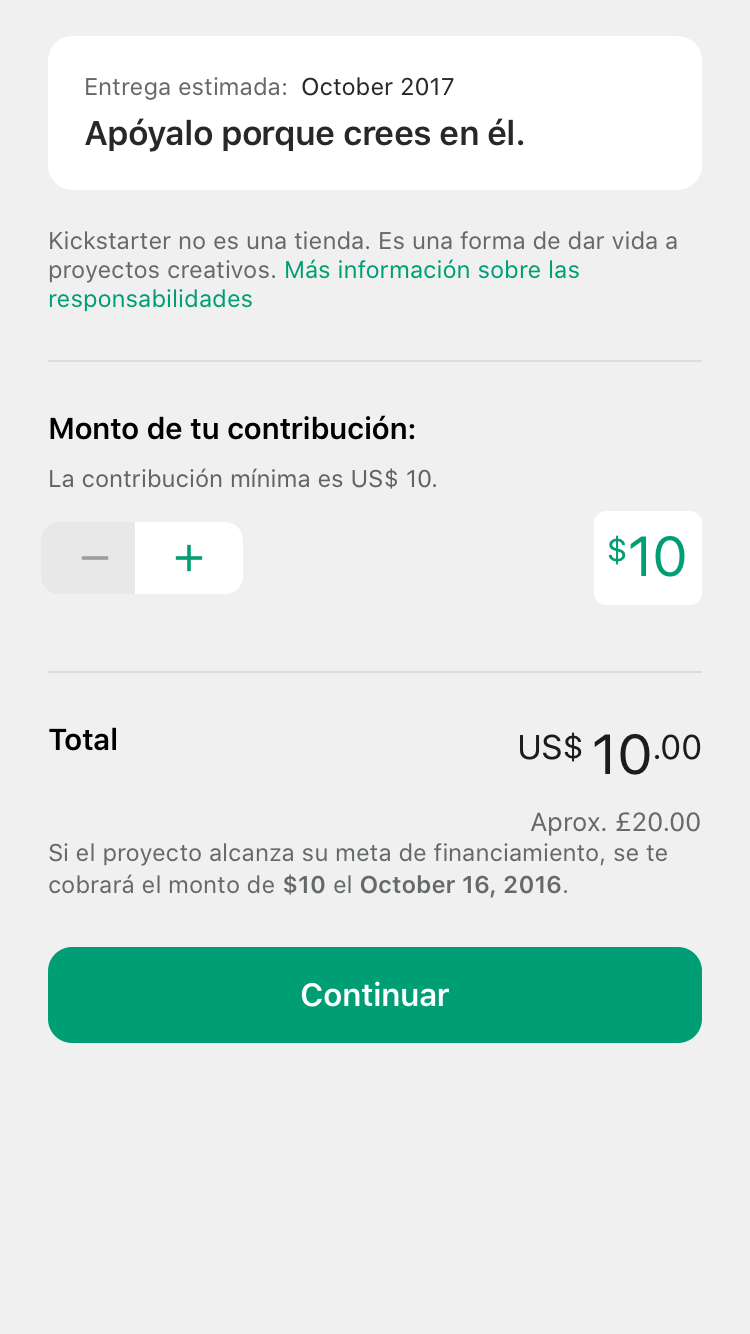 Entrega estimada: October 2017
Apóyalo porque crees en él.
Kickstarter no es una tienda. Es una forma de dar vida a
proyectos creativos. Más información sobre las
responsabilidades
Monto de tu contribución:
La contribución mínima es US$ 10.
− +
$10
Total
US$ 10.00
Aprox. £20.00
Si el proyecto alcanza su meta de financiamiento, se te
cobrará el monto de $10 el October 16, 2016.
Continuar